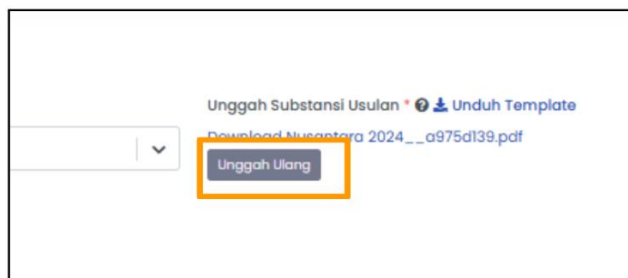 Unggah Substansi Usulan * Unduh Template
Download Nusantara 2024__a975d139.pdf
Unggah Ulang